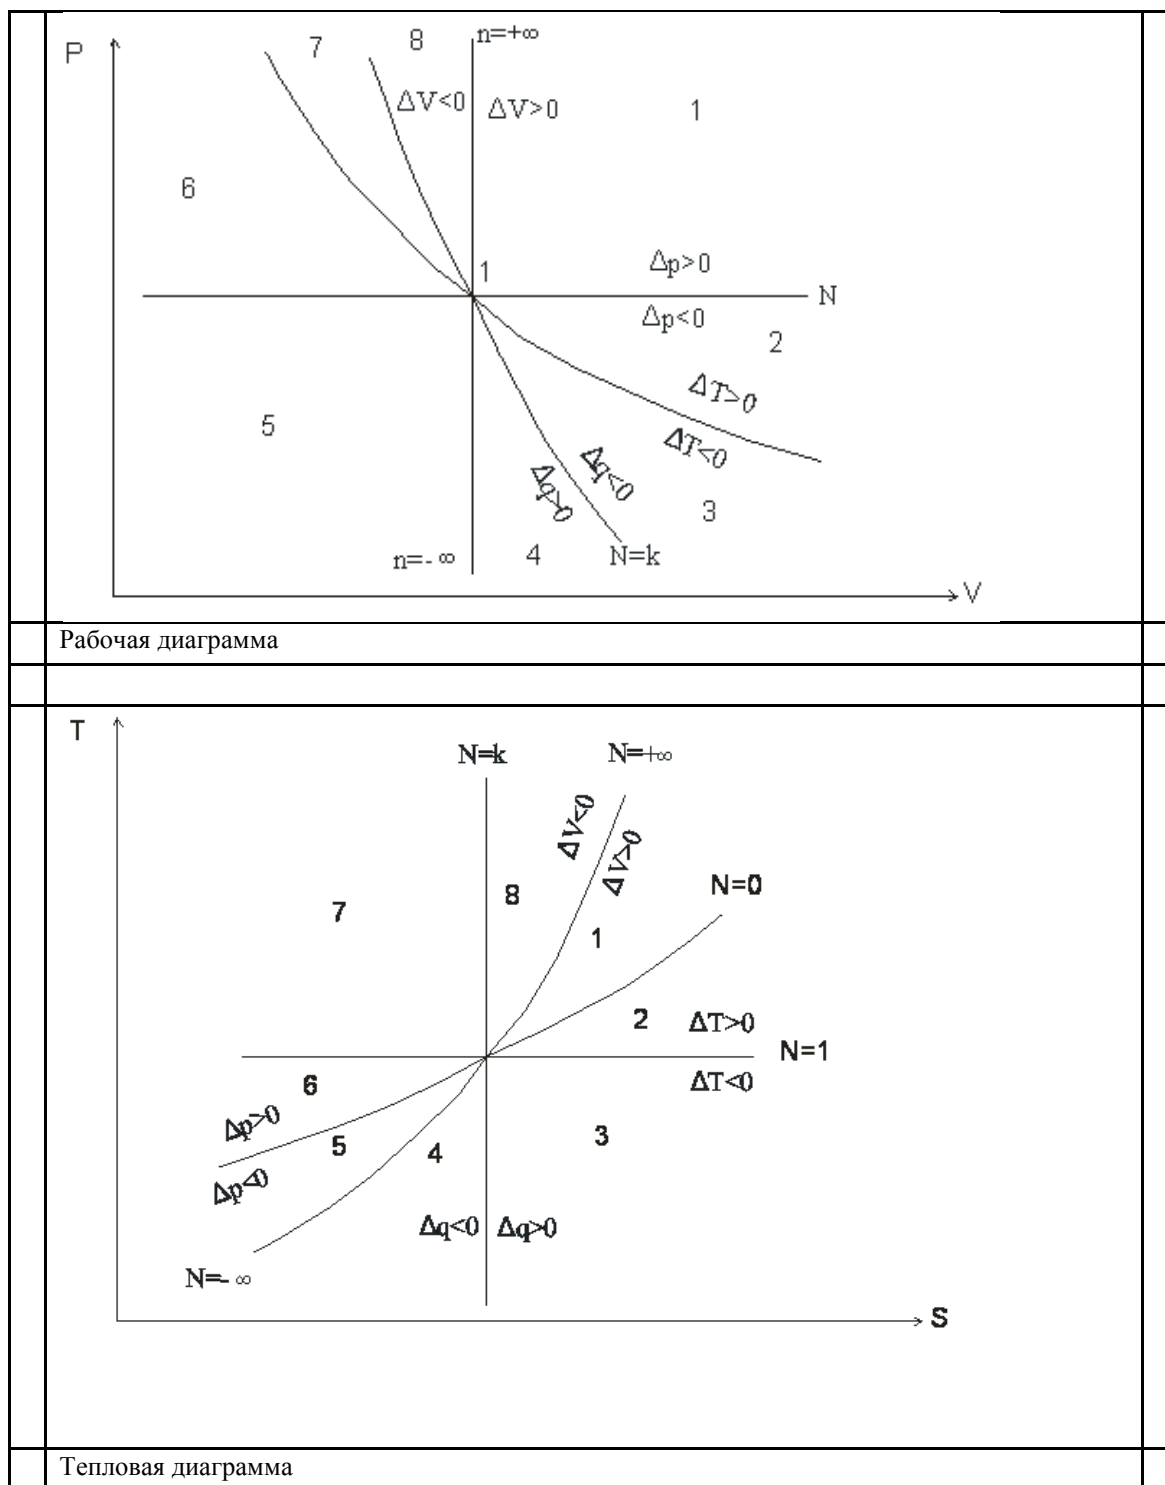 P
7
8
n=+∞
ΔV<0
ΔV>0
1
6
1
Δp>0
N
Δp<0
2
ΔT>0
ΔT<0
5
Δq<0
Δq>0
3
n=-∞
4
N=k
V
Рабочая диаграмма
T
N=k
N=+∞
ΔV<0
ΔV>0
N=0
8
7
1
2
ΔT>0
N=1
6
ΔT<0
Δp>0
5
4
3
Δp<0
Δq<0
Δq>0
N=-∞
S
Тепловая диаграмма